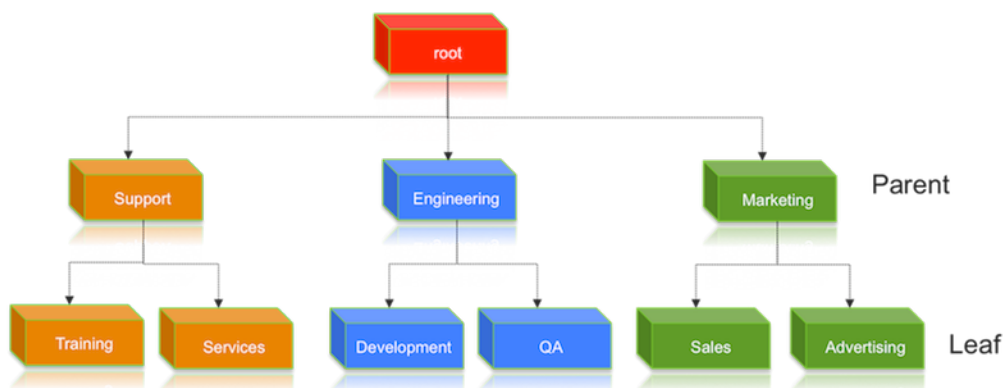 root
Support
Engineering
Marketing
Parent
Training
Services
Development
QA
Sales
Advertising
Leaf